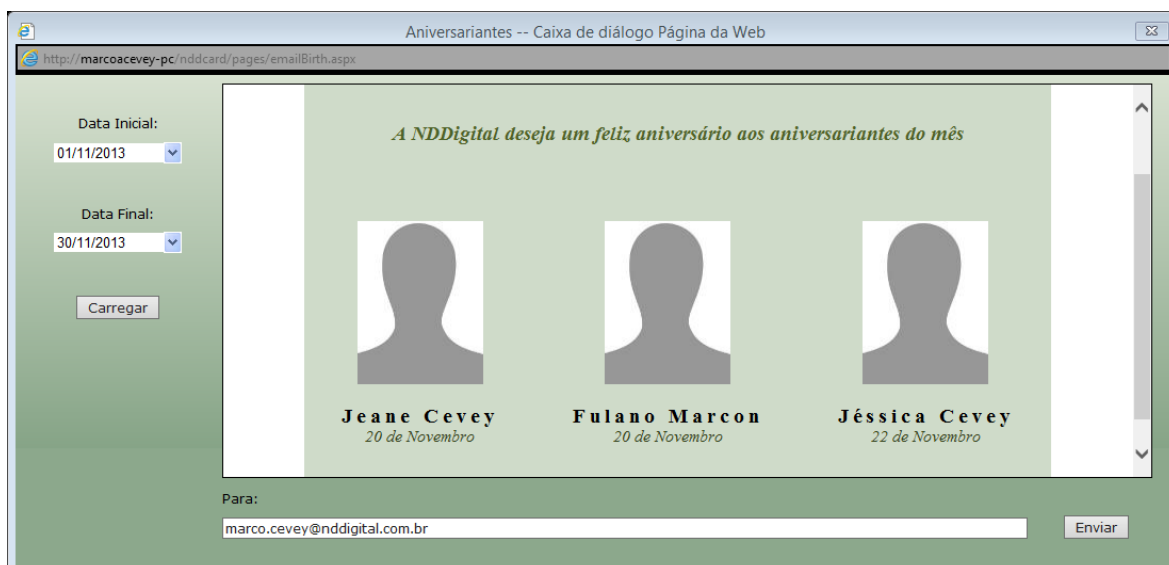 Aniversariantes -- Caixa de diálogo Página da Web
http://marcoacevey-pc/nddcard/pages/emailBirth.aspx
Data Inicial:
01/11/2013
Data Final:
30/11/2013
Carregar
A NDDigital deseja um feliz aniversário aos aniversariantes do mês
Jeane Cevey
20 de Novembro
Fulano Marcon
20 de Novembro
Jéssica Cevey
22 de Novembro
Para:
marco.cevey@nddigital.com.br
Enviar